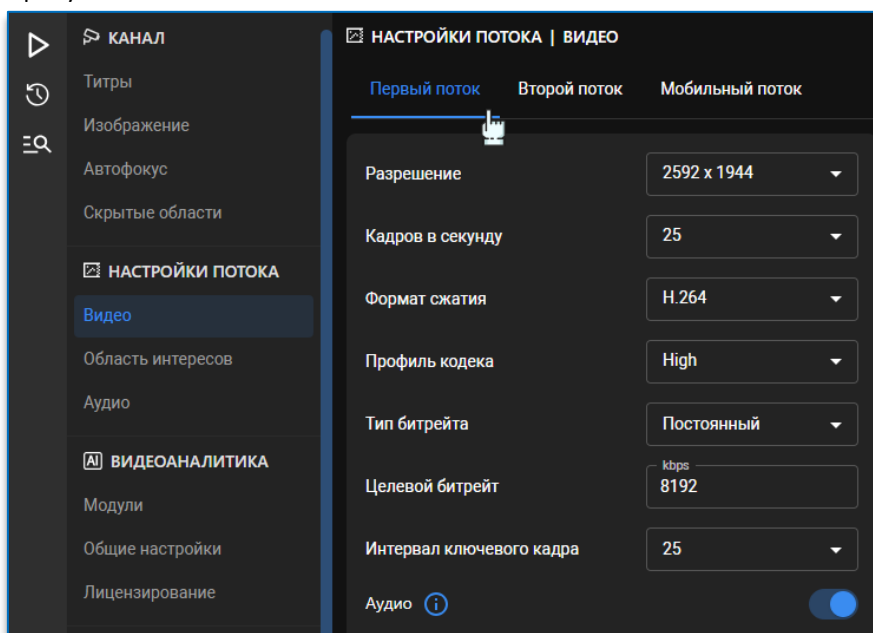 КАНАЛ
Титры
Изображение
Автофокус
Скрытые области
НАСТРОЙКИ ПОТОКА
Видео
Область интересов
Аудио
AI ВИДЕОАНАЛИТИКА
Модули
Общие настройки
Лицензирование
НАСТРОЙКИ ПОТОКА | ВИДЕО
Первый поток Второй поток Мобильный поток
Разрешение 2592 x 1944
Кадров в секунду 25
Формат сжатия H.264
Профиль кодека High
Тип битрейта Постоянный
kbps
Целевой битрейт 8192
Интервал ключевого кадра 25
Аудио